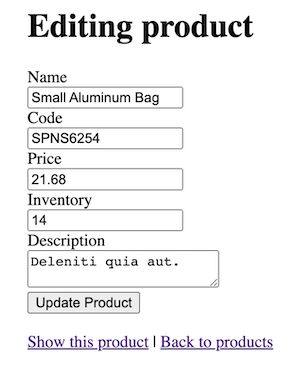 Editing product
Name
Small Aluminum Bag
Code
SPNS6254
Price
21.68
Inventory
14
Description
Deleniti quia aut.
Update Product
Show this product | Back to products